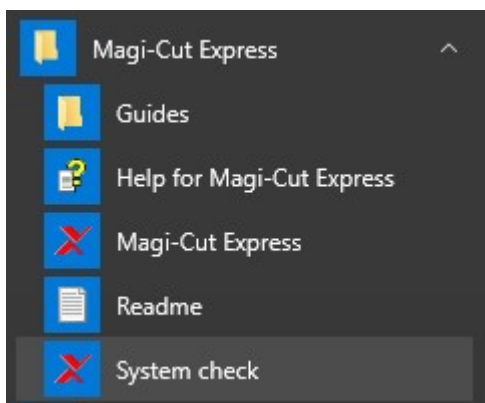 Magi-Cut Express
Guides
Help for Magi-Cut Express
Magi-Cut Express
Readme
System check